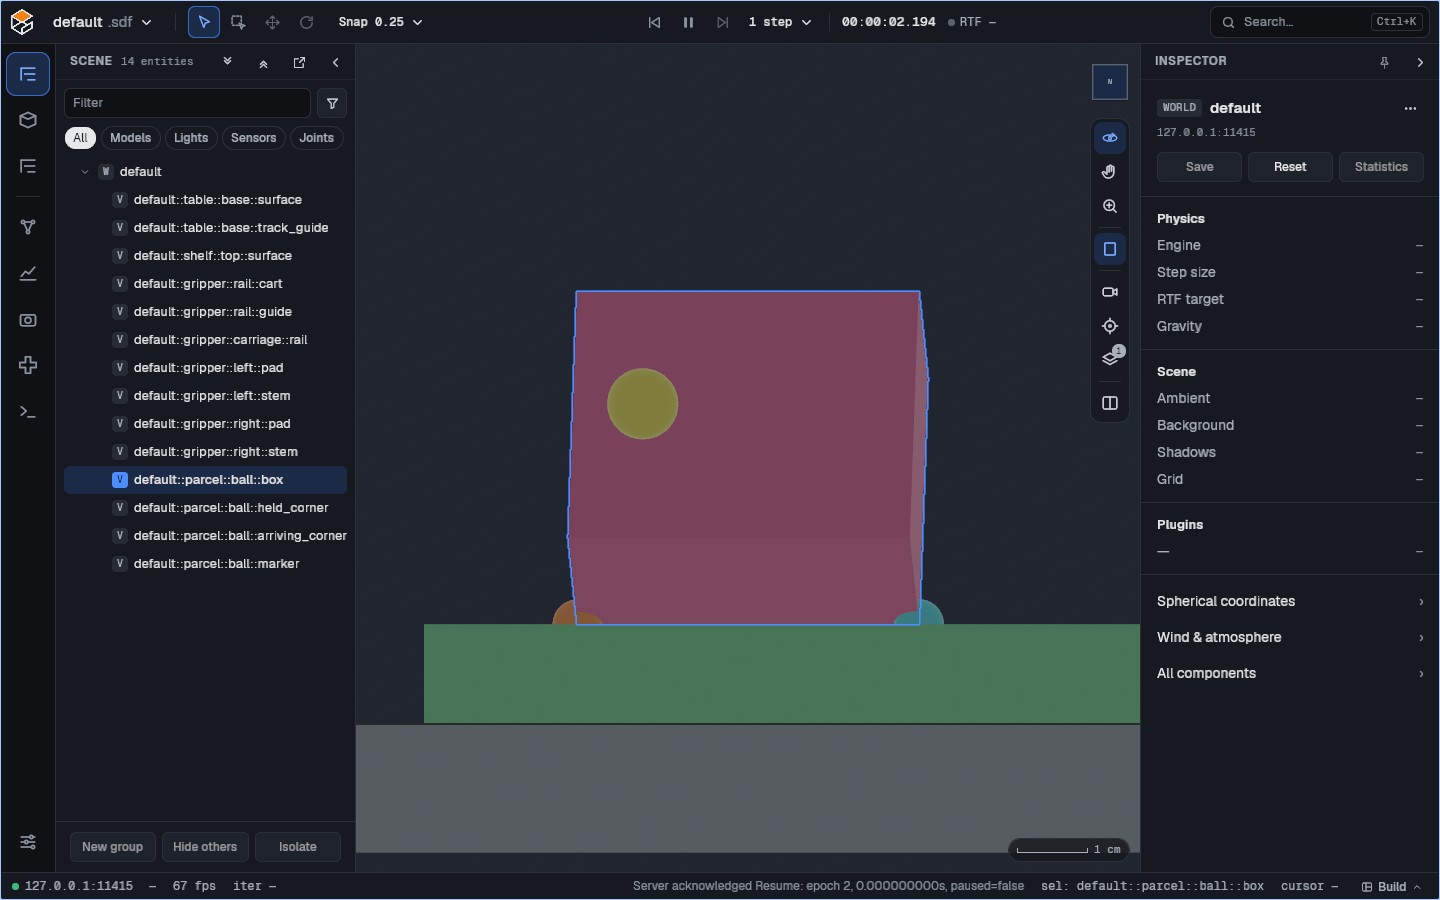 default .sdf
Snap 0.25
1 step
00:00:02.194
RTF –
Search...
Ctrl+K
SCENE 14 entities
Filter
All
Models
Lights
Sensors
Joints
W default
V default::table::base::surface
V default::table::base::track_guide
V default::shelf::top::surface
V default::gripper::rail::cart
V default::gripper::rail::guide
V default::gripper::carriage::rail
V default::gripper::left::pad
V default::gripper::left::stem
V default::gripper::right::pad
V default::gripper::right::stem
V default::parcel::ball::box
V default::parcel::ball::held_corner
V default::parcel::ball::arriving_corner
V default::parcel::ball::marker
New group
Hide others
Isolate
N
1
1 cm
INSPECTOR
WORLD default
...
127.0.0.1:11415
Save
Reset
Statistics
Physics
Engine –
Step size –
RTF target –
Gravity –
Scene
Ambient –
Background –
Shadows –
Grid –
Plugins
— –
Spherical coordinates ›
Wind & atmosphere ›
All components ›
127.0.0.1:11415 – 67 fps iter –
Server acknowledged Resume: epoch 2, 0.000000000s, paused=false
sel: default::parcel::ball::box
cursor –
Build